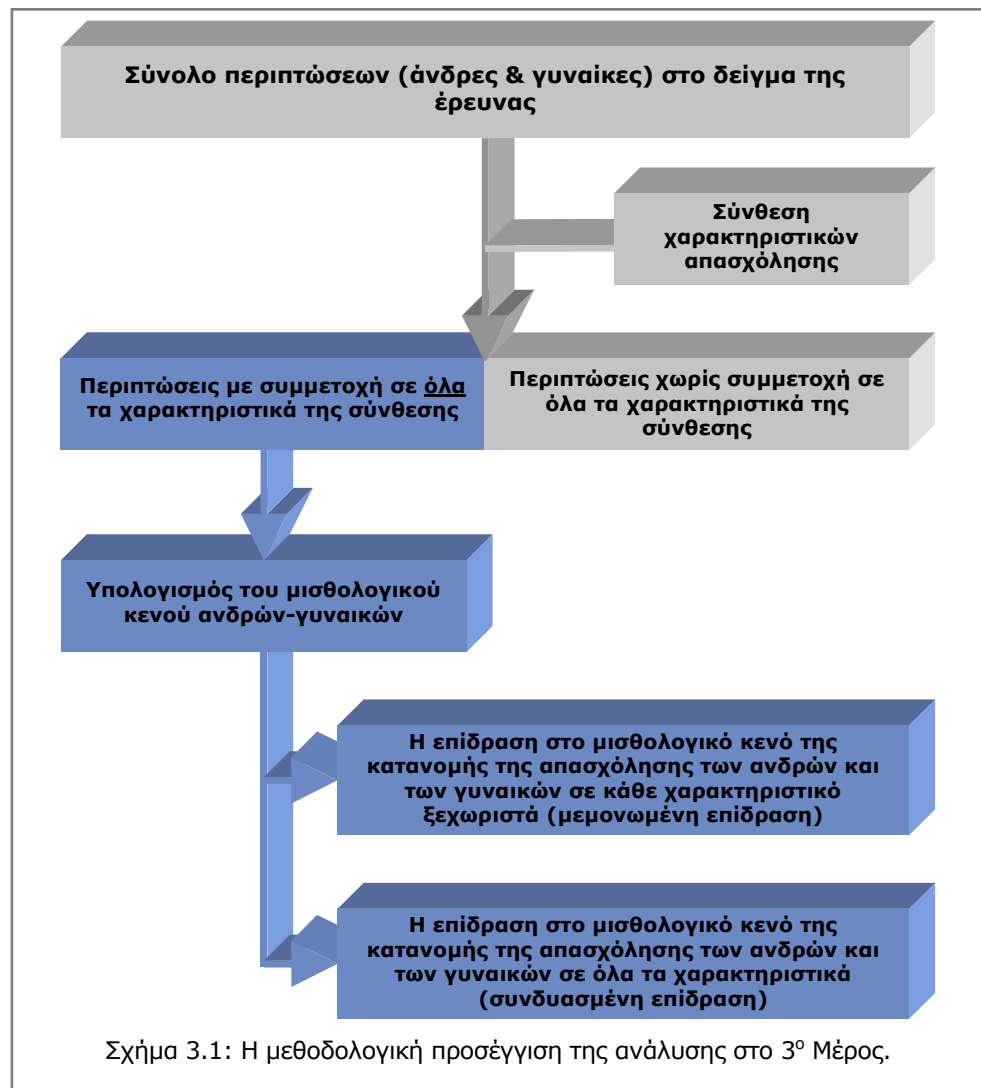 Σύνολο περιπτώσεων (άνδρες & γυναίκες) στο δείγμα της
έρευνας
Σύνθεση
χαρακτηριστικών
απασχόλησης
Περιπτώσεις με συμμετοχή σε όλα
τα χαρακτηριστικά της σύνθεσης
Περιπτώσεις χωρίς συμμετοχή σε
όλα τα χαρακτηριστικά της
σύνθεσης
Υπολογισμός του μισθολογικού
κενού ανδρών-γυναικών
Η επίδραση στο μισθολογικό κενό της
κατανομής της απασχόλησης των ανδρών και
των γυναικών σε κάθε χαρακτηριστικό
ξεχωριστά (μεμονωμένη επίδραση)
Η επίδραση στο μισθολογικό κενό της
κατανομής της απασχόλησης των ανδρών και
των γυναικών σε όλα τα χαρακτηριστικά
(συνδυασμένη επίδραση)
Σχήμα 3.1: Η μεθοδολογική προσέγγιση της ανάλυσης στο 3ο Μέρος.